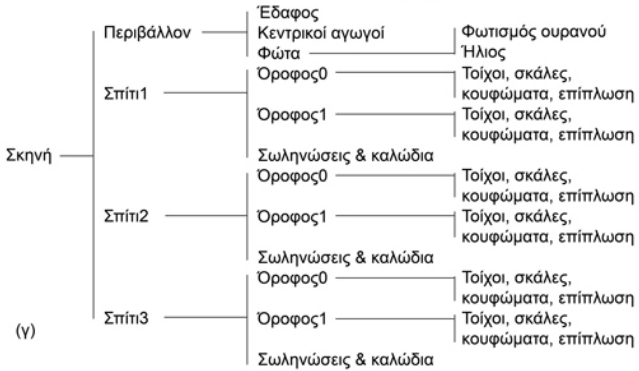 Έδαφος
Περιβάλλον
Κεντρικοί αγωγοί
Φωτισμός ουρανού
Φώτα
Ήλιος
Όροφος0
Τοίχοι, σκάλες,
κουφώματα, επίπλωση
Σπίτι1
Όροφος1
Τοίχοι, σκάλες,
κουφώματα, επίπλωση
Σωληνώσεις & καλώδια
Σκηνή
Όροφος0
Τοίχοι, σκάλες,
κουφώματα, επίπλωση
Σπίτι2
Όροφος1
Τοίχοι, σκάλες,
κουφώματα, επίπλωση
Σωληνώσεις & καλώδια
Όροφος0
Τοίχοι, σκάλες,
κουφώματα, επίπλωση
Σπίτι3
Όροφος1
Τοίχοι, σκάλες,
κουφώματα, επίπλωση
Σωληνώσεις & καλώδια
(γ)